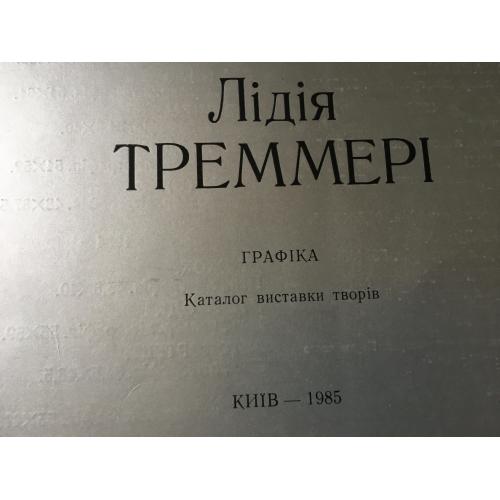 Лідія
ТРЕММЕРІ
ГРАФІКА
Каталог виставки творів
КИЇВ — 1985